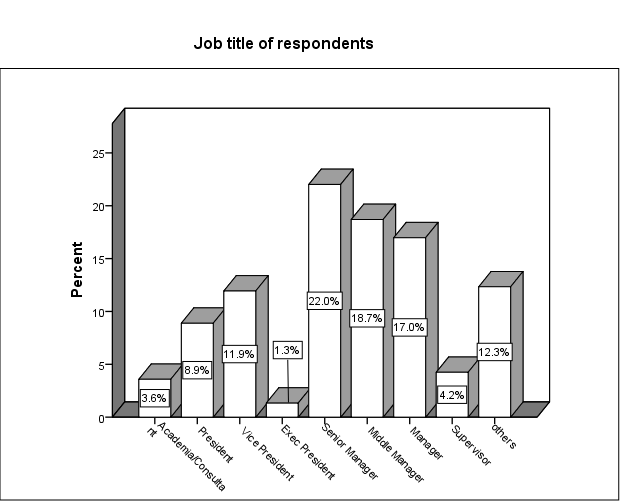 Job title of respondents
Percent
25
20
15
10
5
0
3.6%
8.9%
11.9%
1.3%
22.0%
18.7%
17.0%
4.2%
12.3%
Academia/Consulta
nt
President
Vice President
Exec President
Senior Manager
Middle Manager
Manager
Supervisor
others